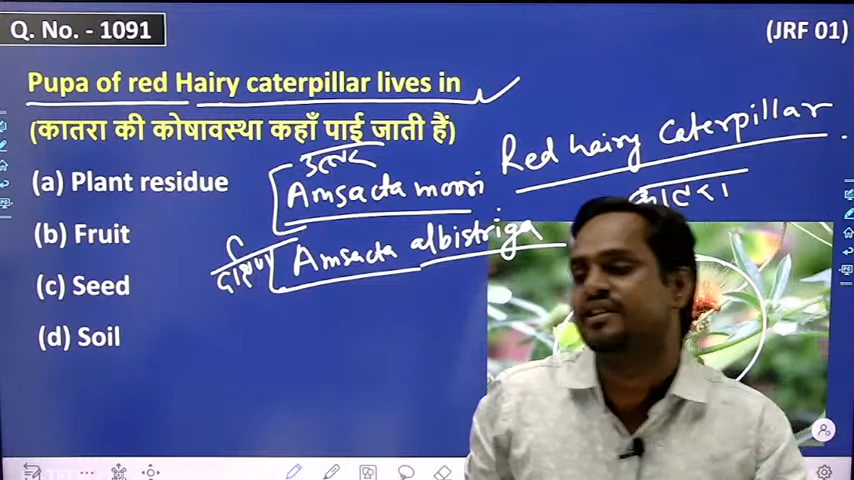 Q. No. - 1091
(JRF 01)
Pupa of red Hairy caterpillar lives in
(कातरा की कोषावस्था कहाँ पाई जाती हैं)
Red hairy caterpillar
कातरा
(a) Plant residue
उत्तर
Amsacta moori
(b) Fruit
दक्षिण
Amsacta albistriga
(c) Seed
(d) Soil